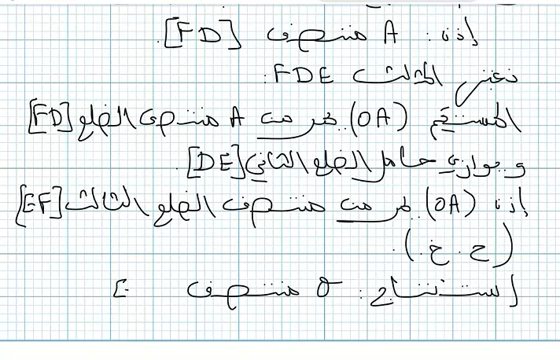 إذن: A منتصف [FD].
نعتبر المثلث FDE:
المستقيم (OA) يمر من A منتصف الضلع [FD]
و يوازي حامل الضلع الثاني [DE].
إذن (OA) يمر من منتصف الضلع الثالث [EF]
(ح. خ.).
استنتاج: O منتصف [